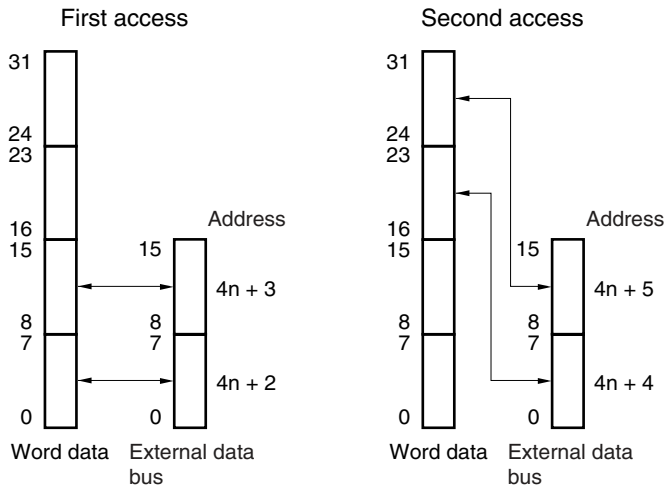 First access
31
24
23
16
15
8
7
0
15
8
7
0
Address
4n + 3
4n + 2
Word data
External data
bus
Second access
31
24
23
16
15
8
7
0
15
8
7
0
Address
4n + 5
4n + 4
Word data
External data
bus